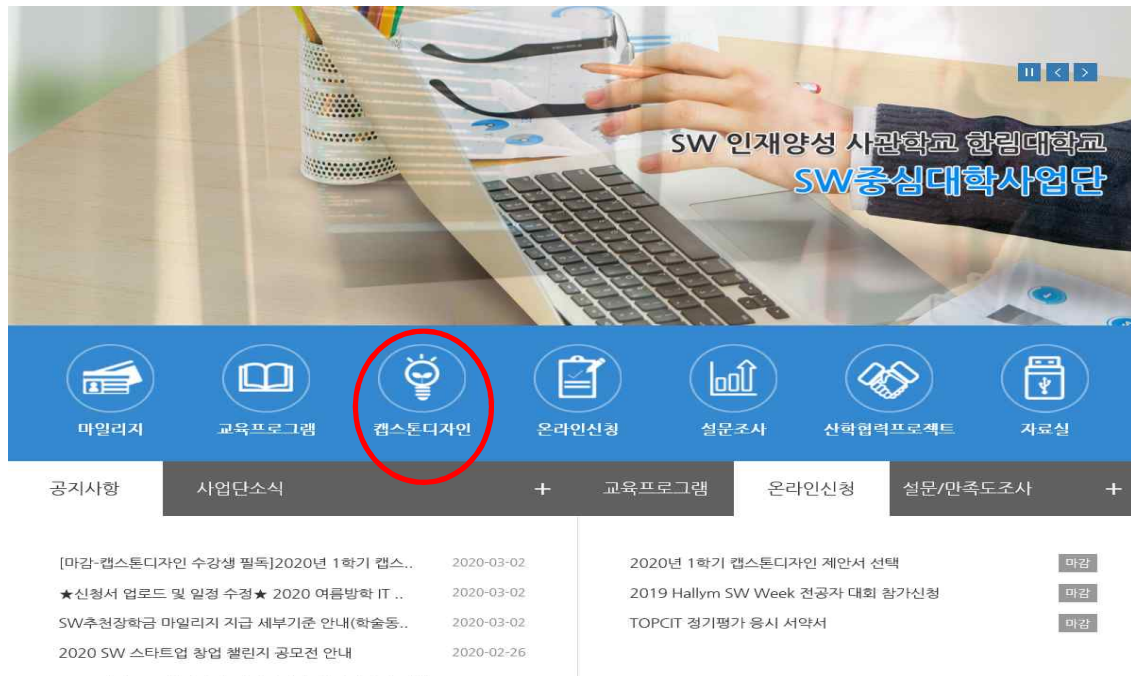 SW 인재양성 사관학교 한림대학교
SW중심대학사업단
마일리지
교육프로그램
캡스톤디자인
온라인신청
설문조사
산학협력프로젝트
자료실
공지사항
사업단소식
+
교육프로그램
온라인신청
설문/만족도조사
+
[마감-캡스톤디자인 수강생 필독]2020년 1학기 캡스.. 2020-03-02
★신청서 업로드 및 일정 수정★ 2020 여름방학 IT .. 2020-03-02
SW추천장학금 마일리지 지급 세부기준 안내(학술동.. 2020-03-02
2020 SW 스타트업 창업 챌린지 공모전 안내 2020-02-26
2020년 1학기 캡스톤디자인 제안서 선택 마감
2019 Hallym SW Week 전공자 대회 참가신청 마감
TOPCIT 정기평가 응시 서약서 마감